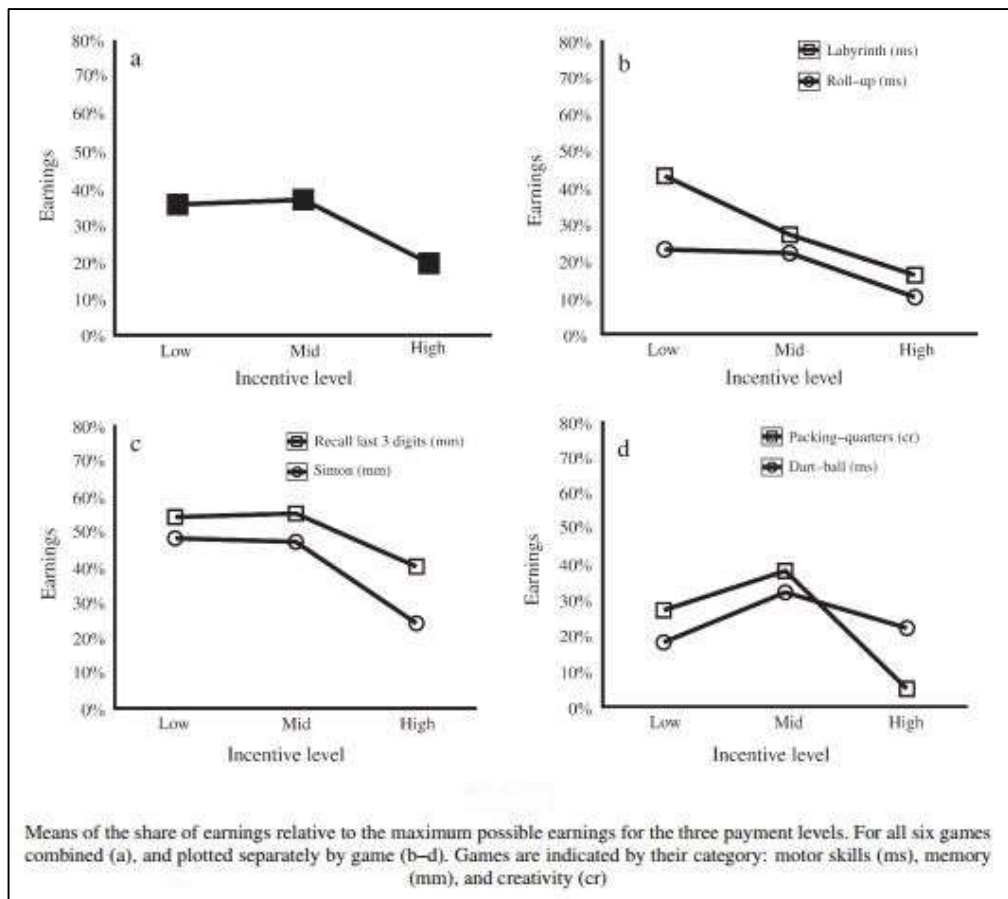 a
80%
70%
60%
50%
40%
30%
20%
10%
0%
Earnings
Low Mid High
Incentive level
b
80%
70%
60%
50%
40%
30%
20%
10%
0%
Earnings
Labyrinth (ms)
Roll-up (ms)
Low Mid High
Incentive level
c
80%
70%
60%
50%
40%
30%
20%
10%
0%
Earnings
Recall last 3 digits (mm)
Simon (mm)
Low Mid High
Incentive level
d
80%
70%
60%
50%
40%
30%
20%
10%
0%
Earnings
Packing-quarters (cr)
Dart-ball (ms)
Low Mid High
Incentive level
Means of the share of earnings relative to the maximum possible earnings for the three payment levels. For all six games
combined (a), and plotted separately by game (b–d). Games are indicated by their category: motor skills (ms), memory
(mm), and creativity (cr)